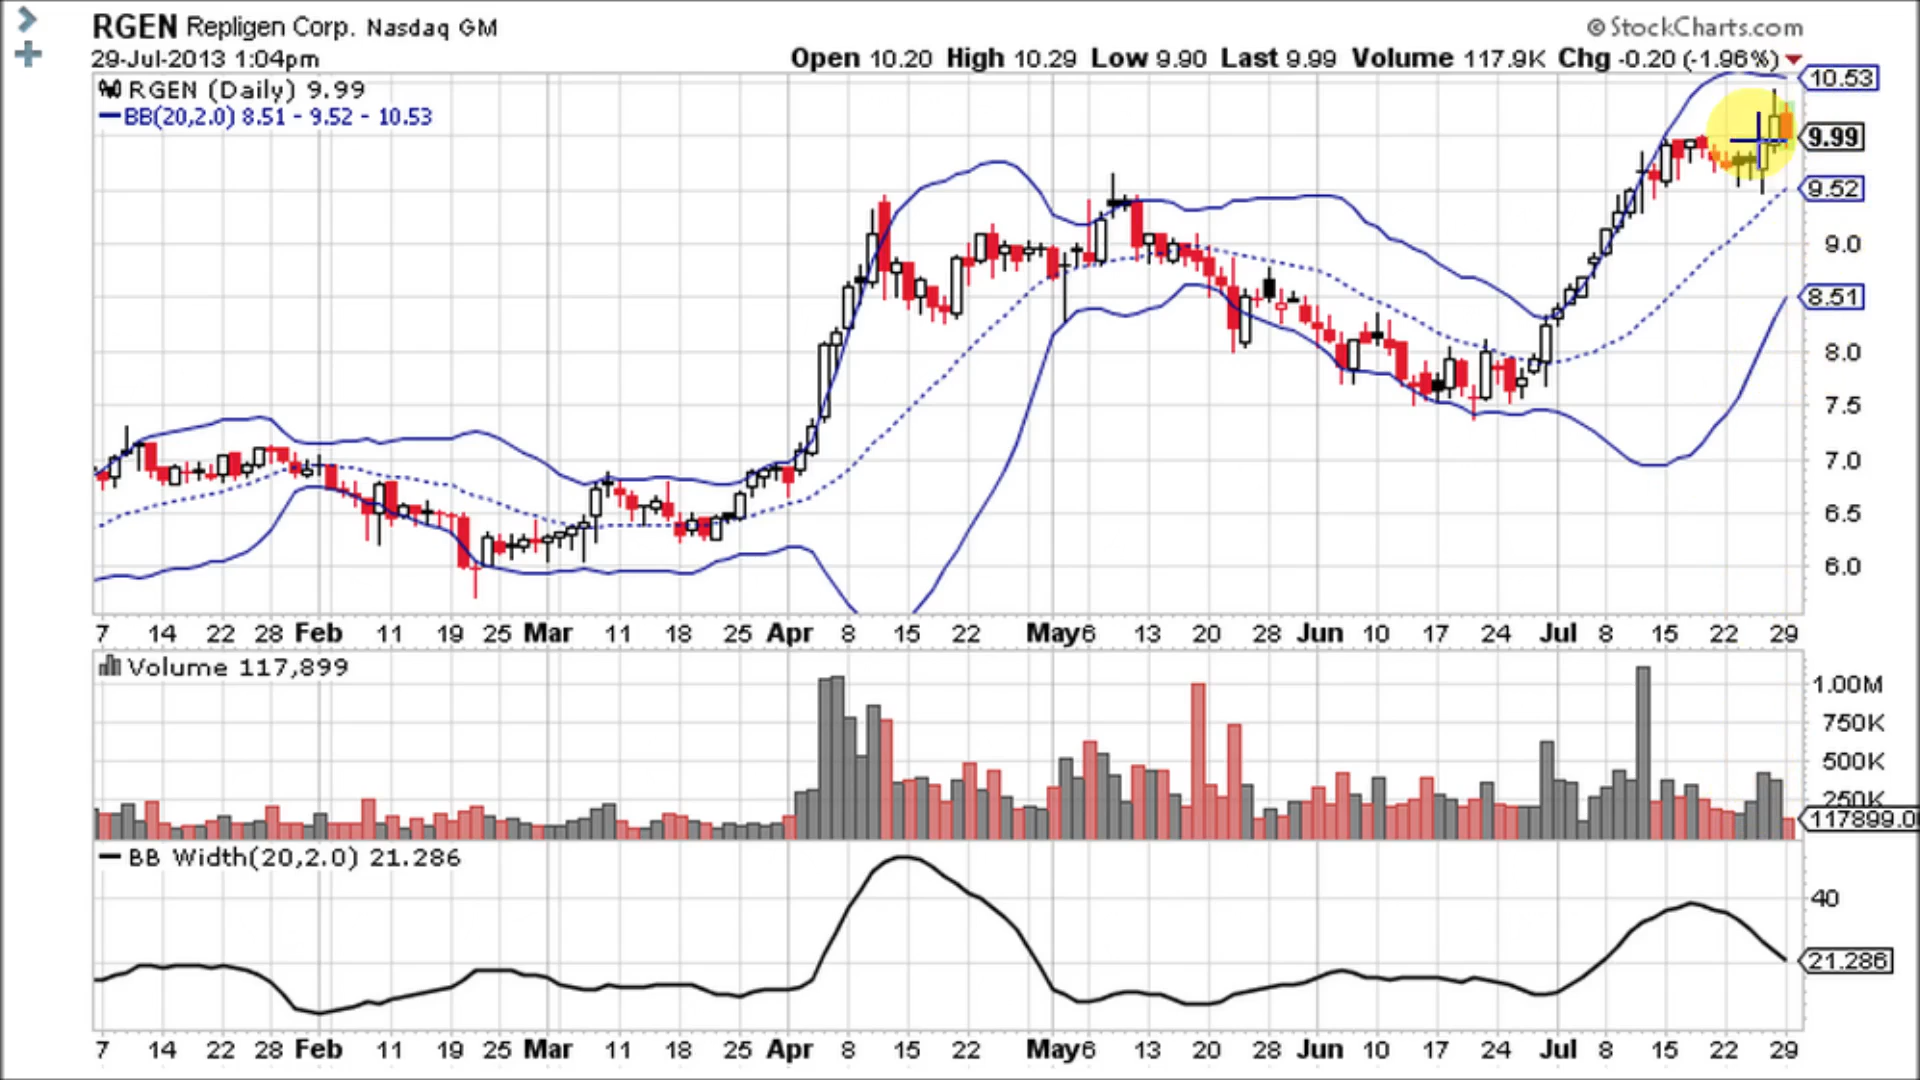 RGEN Repligen Corp. Nasdaq GM
© StockCharts.com
29-Jul-2013 1:04pm
Open 10.20 High 10.29 Low 9.90 Last 9.99 Volume 117.9K Chg -0.20 (-1.96%)
RGEN (Daily) 9.99
BB(20,2.0) 8.51 - 9.52 - 10.53
10.53
9.99
9.52
9.0
8.51
8.0
7.5
7.0
6.5
6.0
7 14 22 28 Feb 11 19 25 Mar 11 18 25 Apr 8 15 22 May 6 13 20 28 Jun 10 17 24 Jul 8 15 22 29
Volume 117,899
1.00M
750K
500K
250K
117899.0
BB Width(20,2.0) 21.286
40
21.286
7 14 22 28 Feb 11 19 25 Mar 11 18 25 Apr 8 15 22 May 6 13 20 28 Jun 10 17 24 Jul 8 15 22 29